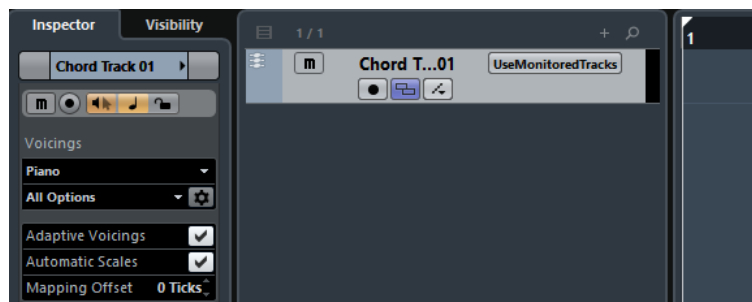 Inspector
Visibility
1 / 1
1
Chord Track 01
m
Chord T...01
UseMonitoredTracks
m
Voicings
Piano
All Options
Adaptive Voicings
Automatic Scales
Mapping Offset 0 Ticks